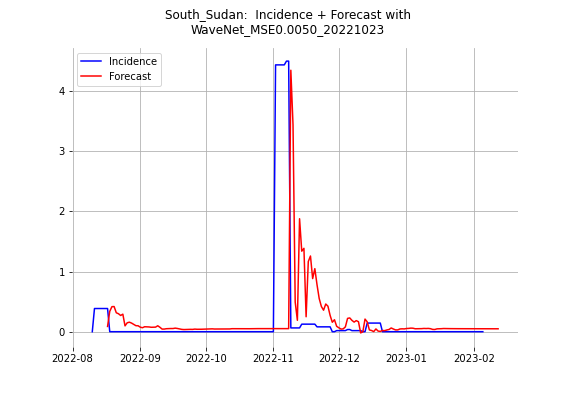 South_Sudan:  Incidence + Forecast with
WaveNet_MSE0.0050_20221023
Incidence
Forecast
4
3
2
1
0
2022-08 2022-09 2022-10 2022-11 2022-12 2023-01 2023-02